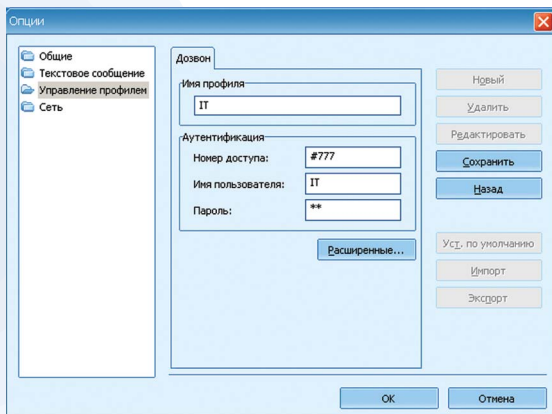 Опции
Общие
Текстовое сообщение
Управление профилем
Сеть
Дозвон
Имя профиля
IT
Аутентификация
Номер доступа: #777
Имя пользователя: IT
Пароль: **
Расширенные...
Новый
Удалить
Редактировать
Сохранить
Назад
Уст. по умолчанию
Импорт
Экспорт
OK
Отмена